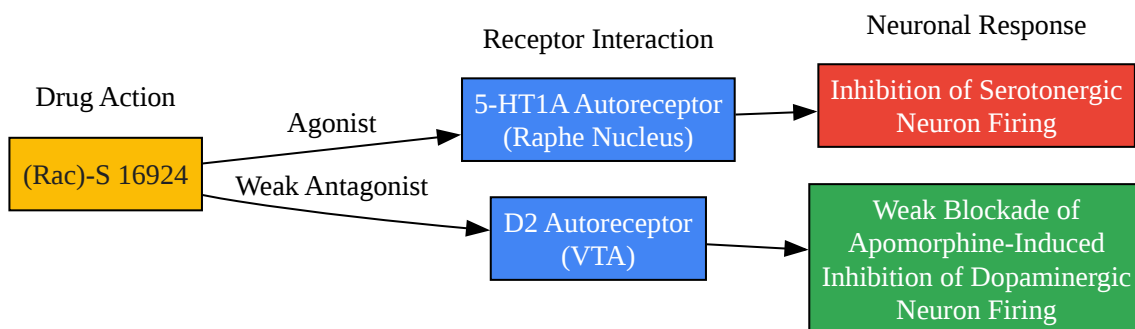 Drug Action
(Rac)-S 16924
Agonist
Weak Antagonist
Receptor Interaction
5-HT1A Autoreceptor
(Raphe Nucleus)
D2 Autoreceptor
(VTA)
Neuronal Response
Inhibition of Serotonergic
Neuron Firing
Weak Blockade of
Apomorphine-Induced
Inhibition of Dopaminergic
Neuron Firing